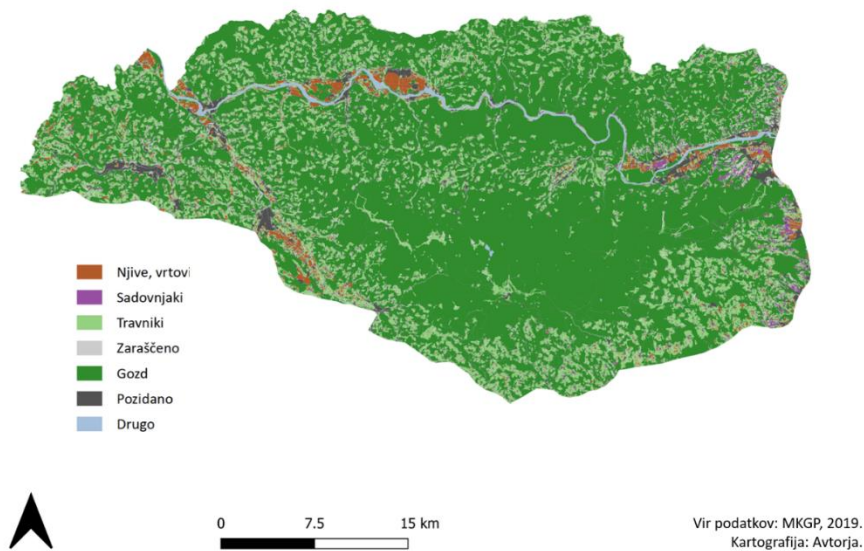 Njive, vrtovi
Sadovnjaki
Travniki
Zaraščeno
Gozd
Pozidano
Drugo
0 7.5 15 km
Vir podatkov: MKGP, 2019.
Kartografija: Avtorja.